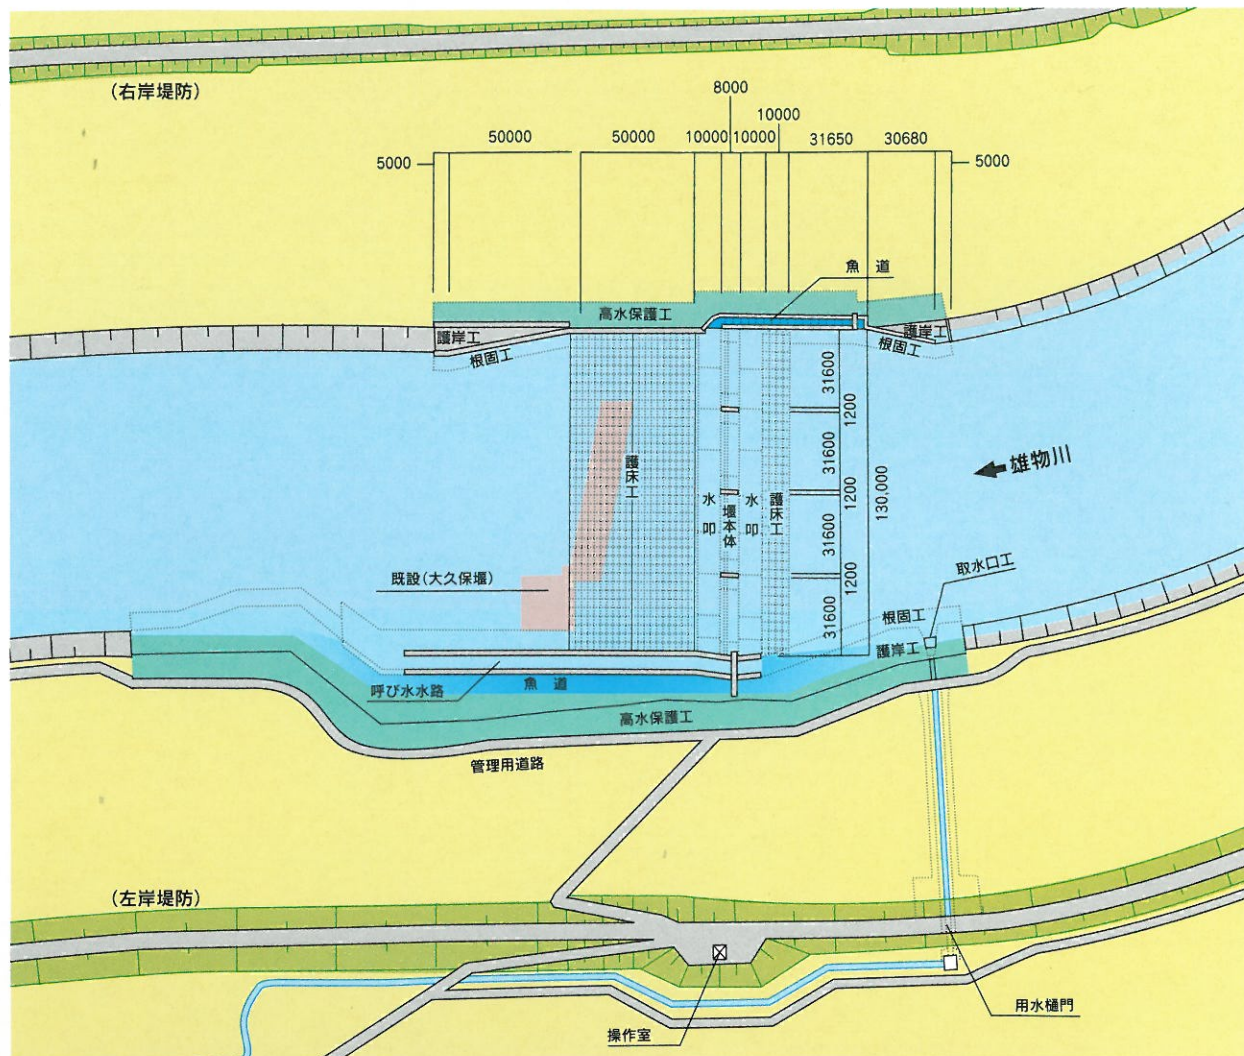 (右岸堤防)
8000
10000
50000
50000
10000
10000
31650
30680
5000
5000
魚 道
高水保護工
護岸工
根固工
護岸工
根固工
31600
1200
31600
1200
31600
1200
31600
130,000
護床工
水叩
堰本体
水叩
護床工
雄物川
既設(大久保堰)
取水口工
根固工
護岸工
呼び水水路
魚 道
高水保護工
管理用道路
(左岸堤防)
操作室
用水樋門